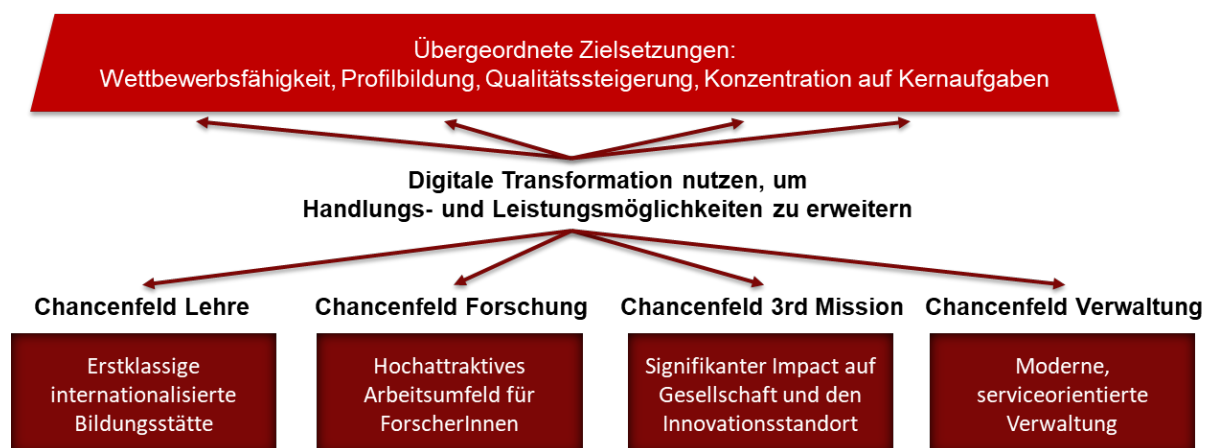 Übergeordnete Zielsetzungen:
Wettbewerbsfähigkeit, Profilbildung, Qualitätssteigerung, Konzentration auf Kernaufgaben
Digitale Transformation nutzen, um
Handlungs- und Leistungsmöglichkeiten zu erweitern
Chancenfeld Lehre
Erstklassige
internationalisierte
Bildungsstätte
Chancenfeld Forschung
Hochattraktives
Arbeitsumfeld für
ForscherInnen
Chancenfeld 3rd Mission
Signifikanter Impact auf
Gesellschaft und den
Innovationsstandort
Chancenfeld Verwaltung
Moderne,
serviceorientierte
Verwaltung